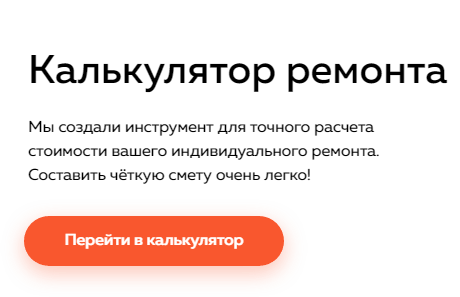 Калькулятор ремонта
Мы создали инструмент для точного расчета
стоимости вашего индивидуального ремонта.
Составить чёткую смету очень легко!
Перейти в калькулятор